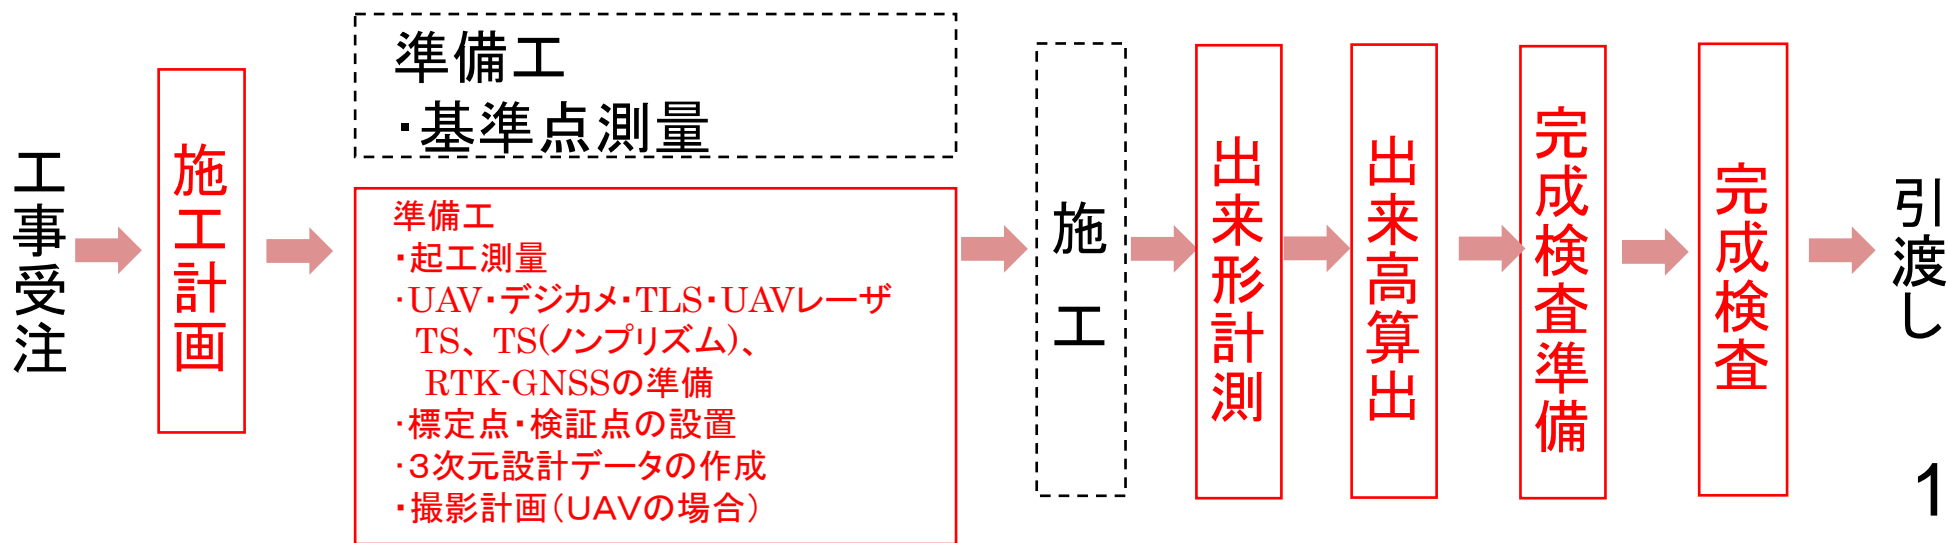 工事受注
施工計画
準備工
・基準点測量
準備工
・起工測量
・UAV・デジカメ・TLS・UAVレーザ
TS、TS(ノンプリズム)、
RTK-GNSSの準備
・標定点・検証点の設置
・3次元設計データの作成
・撮影計画(UAVの場合)
施工
出来形計測
出来高算出
完成検査準備
完成検査
引渡し
1